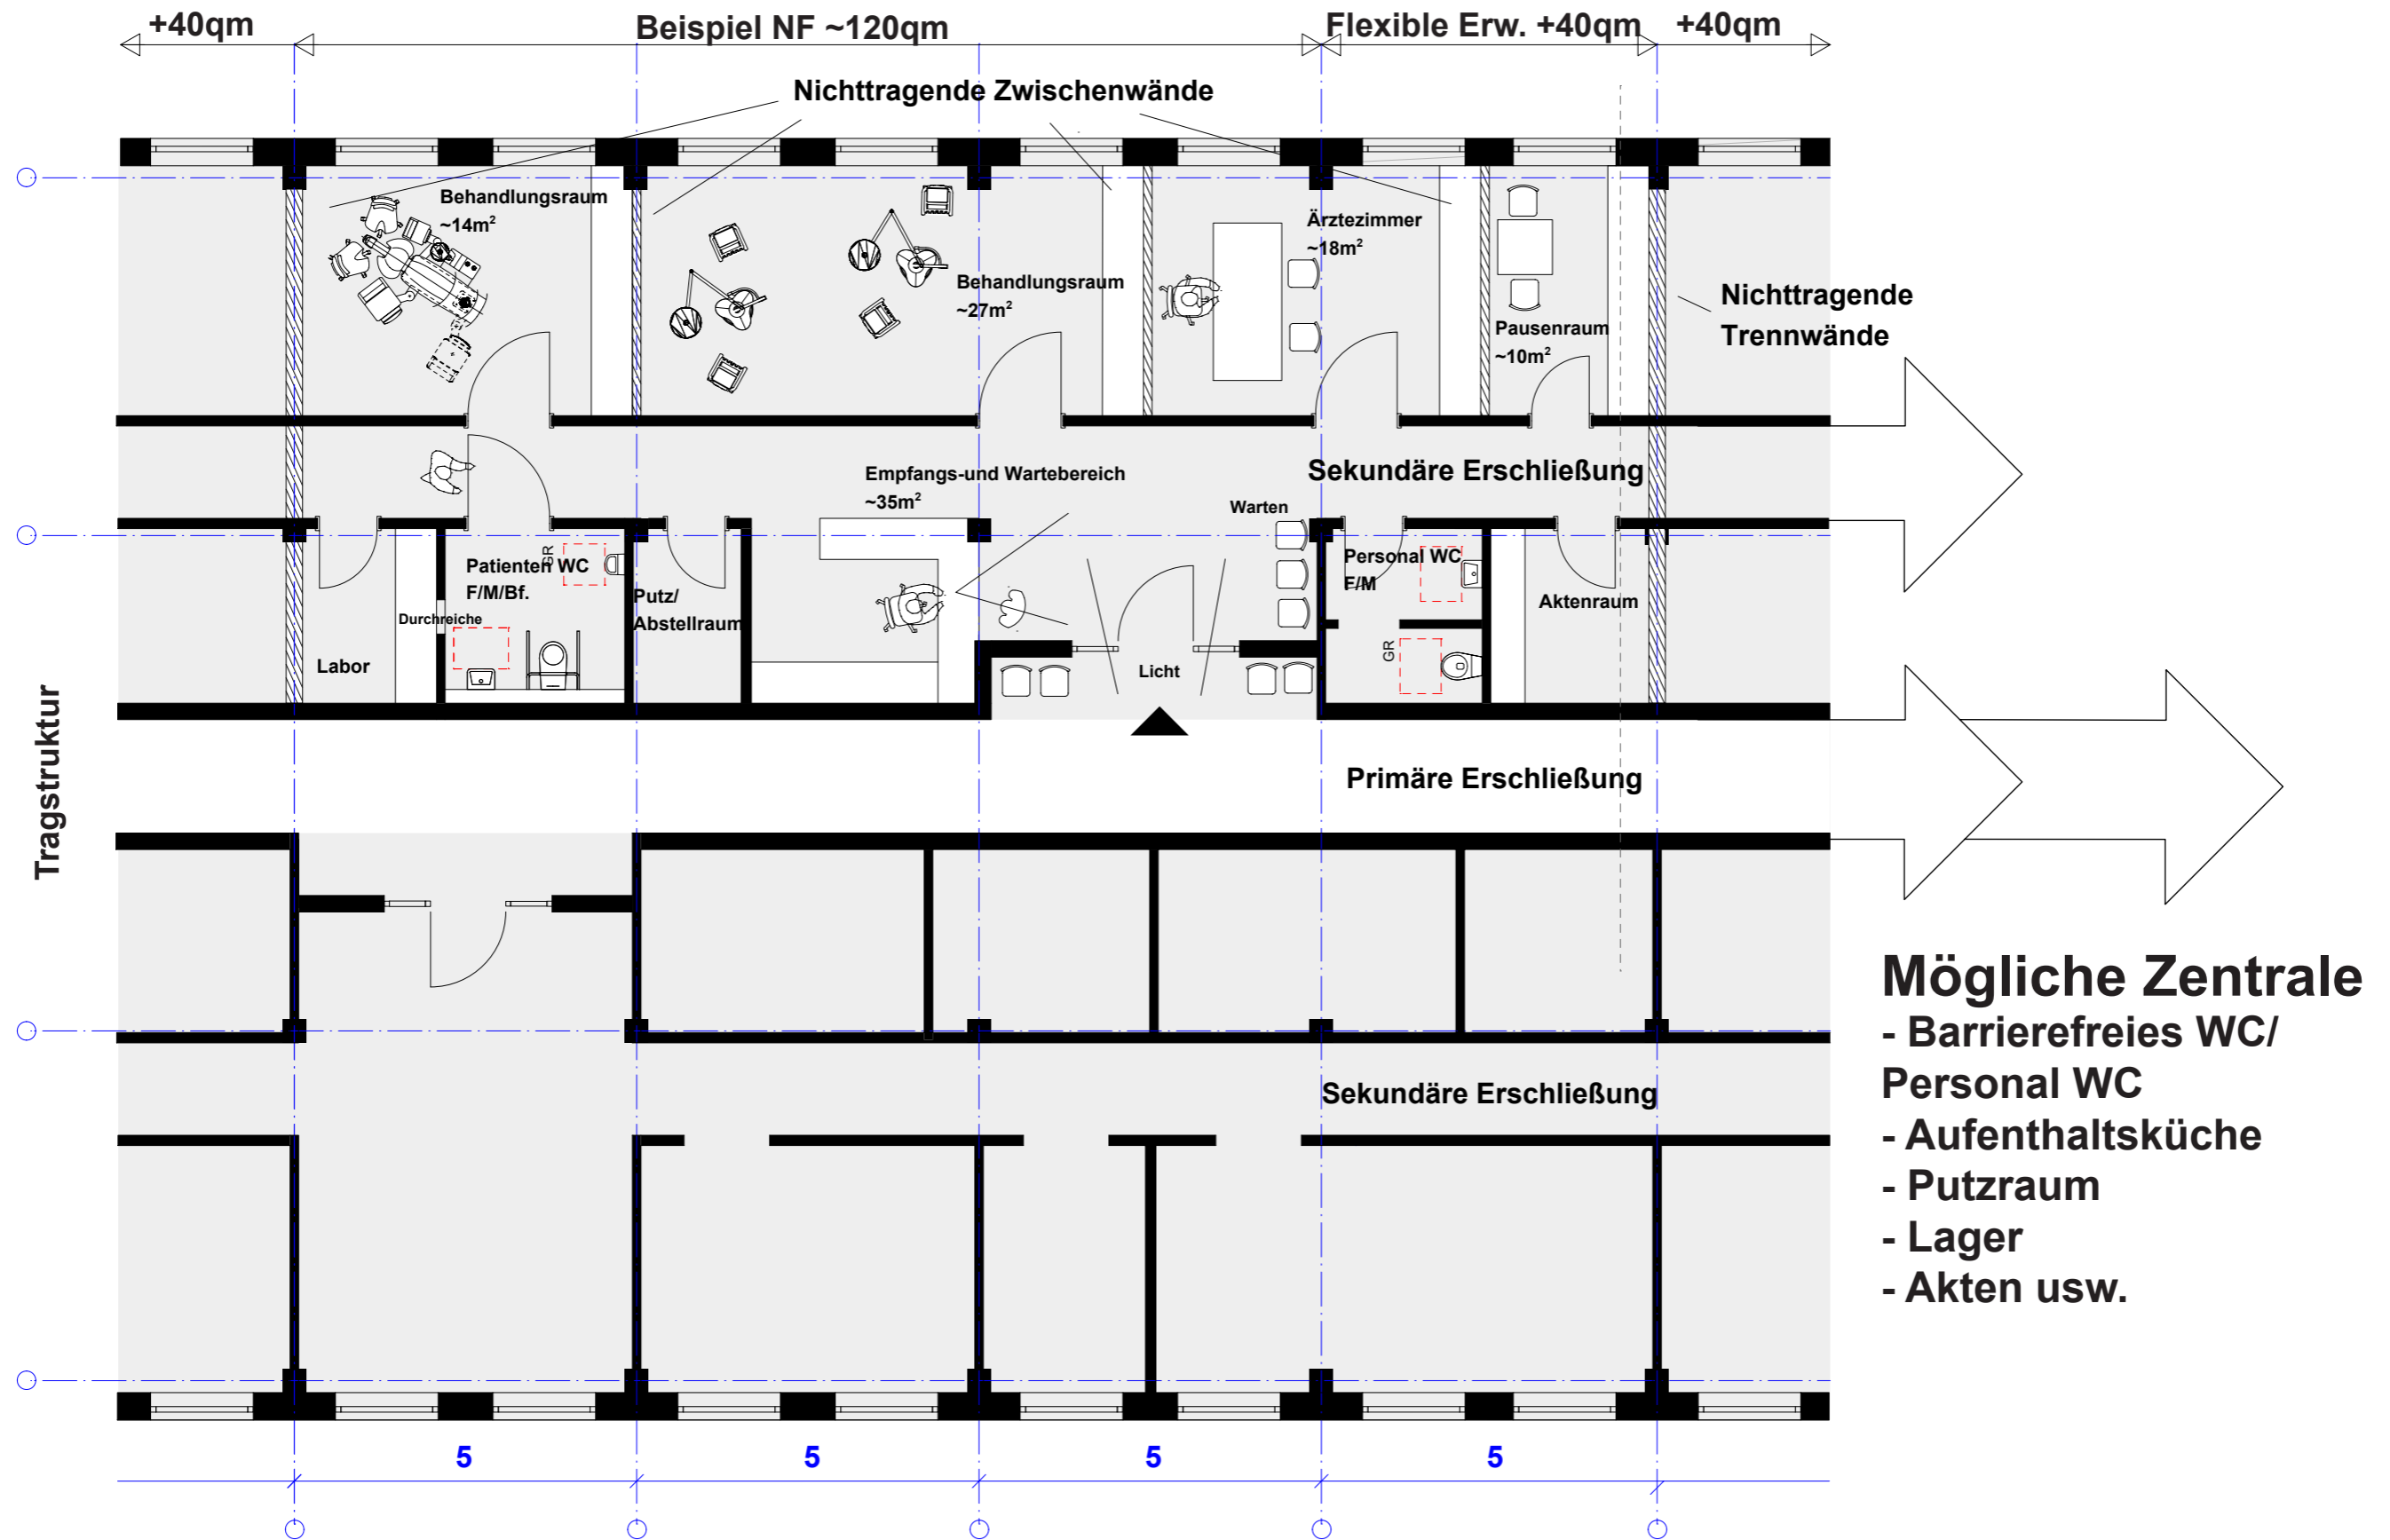 +40qm
Beispiel NF ~120qm
Flexible Erw. +40qm
+40qm
Nichttragende Zwischenwände
Behandlungsraum
~14m²
Behandlungsraum
~27m²
Ärztezimmer
~18m²
Pausenraum
~10m²
Nichttragende
Trennwände
Empfangs-und Wartebereich
~35m²
Sekundäre Erschließung
Warten
Patienten WC
F/M/Bf.
GR
Durchreiche
Labor
Putz/
Abstellraum
Licht
Personal WC
F/M
GR
Aktenraum
Tragstruktur
Primäre Erschließung
Sekundäre Erschließung
Mögliche Zentrale
- Barrierefreies WC/
Personal WC
- Aufenthaltsküche
- Putzraum
- Lager
- Akten usw.
5
5
5
5